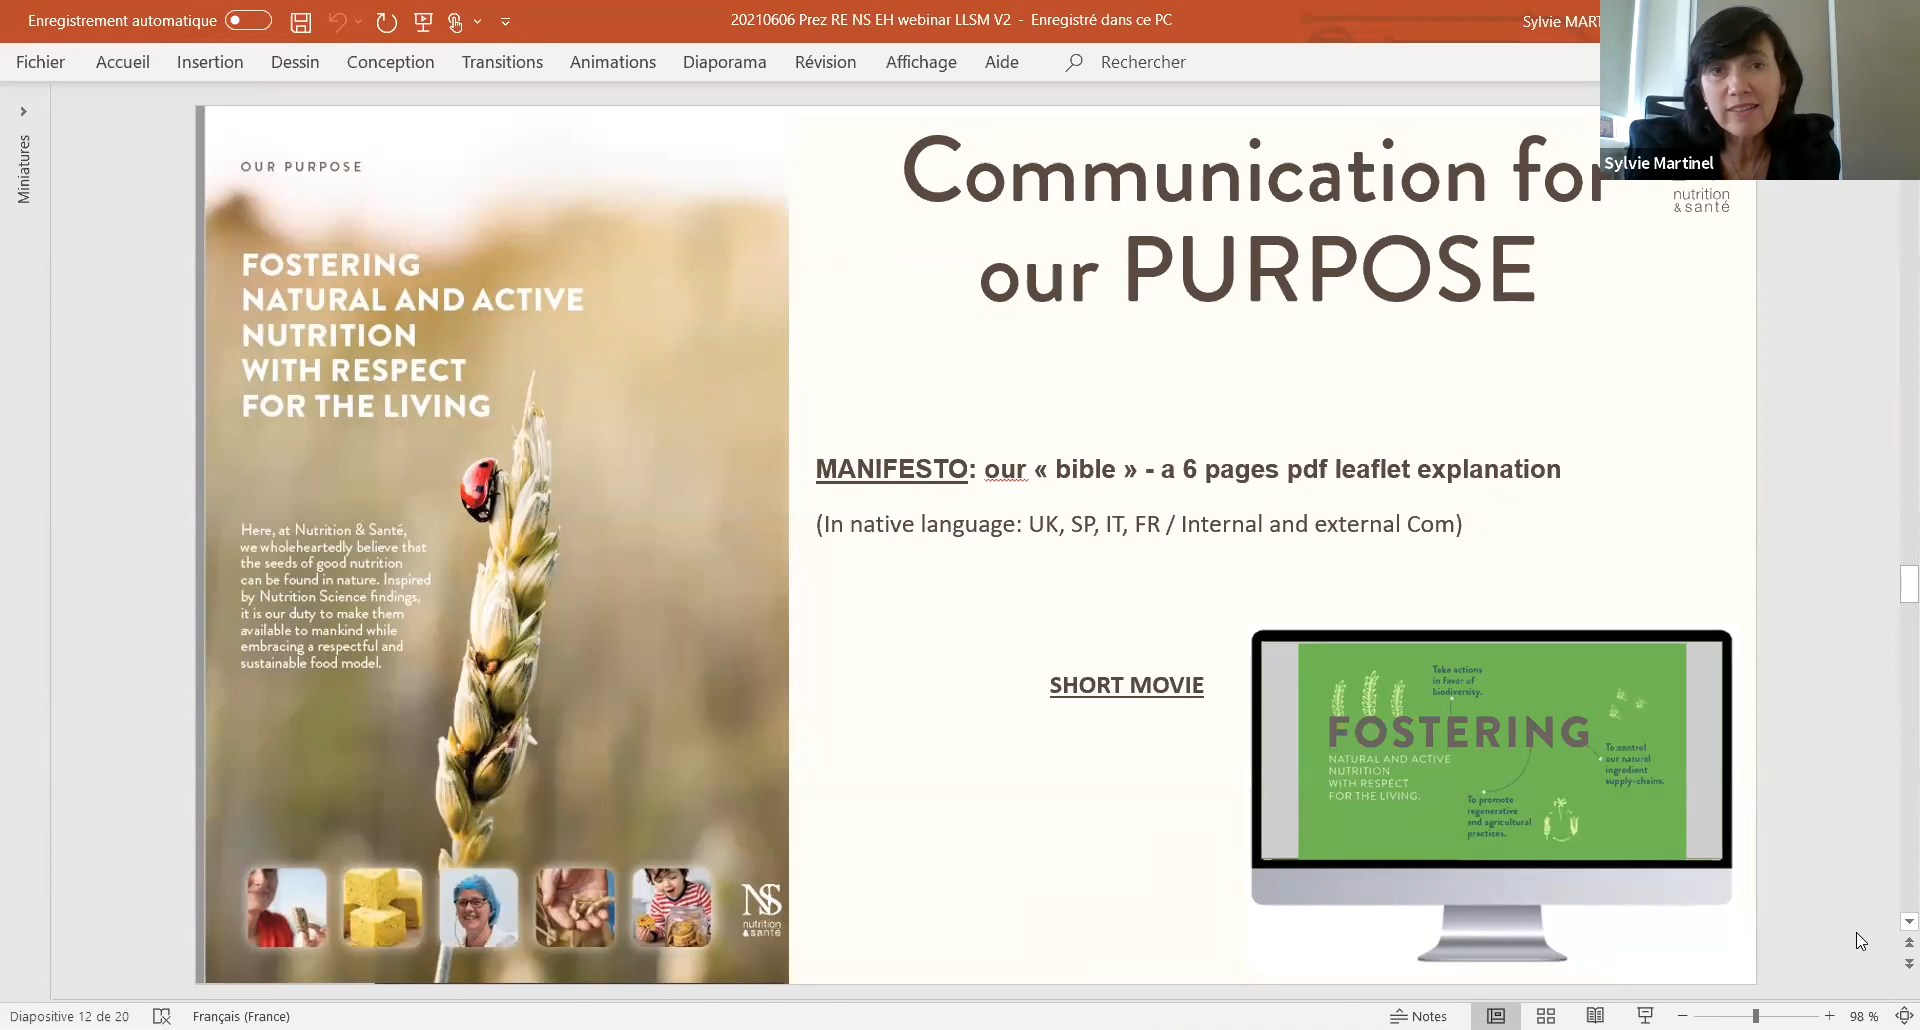 Enregistrement automatique
20210606 Prez RE NS EH webinar LLSM V2 - Enregistré dans ce PC
Sylvie MART
Fichier Accueil Insertion Dessin Conception Transitions Animations Diaporama Révision Affichage Aide Rechercher
Sylvie Martinel
Miniatures
OUR PURPOSE
FOSTERING
NATURAL AND ACTIVE
NUTRITION
WITH RESPECT
FOR THE LIVING
Here, at Nutrition & Santé,
we wholeheartedly believe that
the seeds of good nutrition
can be found in nature. Inspired
by Nutrition Science findings,
it is our duty to make them
available to mankind while
embracing a respectful and
sustainable food model.
NS
nutrition
&santé
Communication for
our PURPOSE
nutrition
& santé
MANIFESTO: our « bible » - a 6 pages pdf leaflet explanation
(In native language: UK, SP, IT, FR / Internal and external Com)
SHORT MOVIE
Take actions
in favor of
biodiversity.
FOSTERING
NATURAL AND ACTIVE
NUTRITION
WITH RESPECT
FOR THE LIVING.
To control
our natural
ingredient
supply-chains.
To promote
regenerative
and agricultural
practices.
Diapositive 12 de 20
Français (France)
Notes
98 %